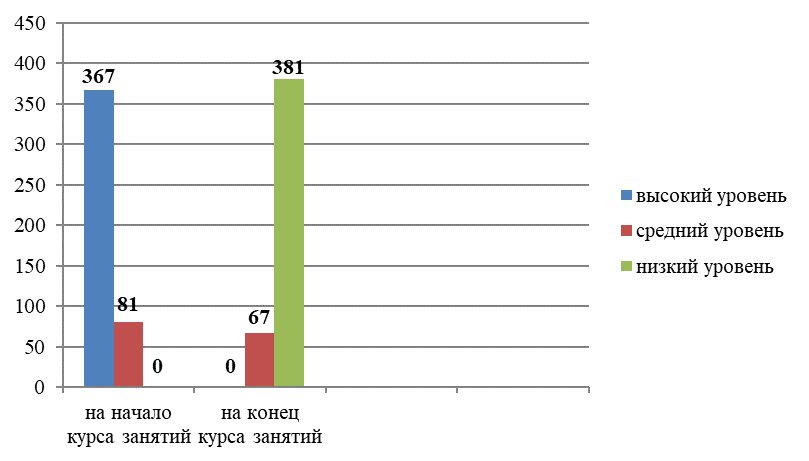 450
400
350
300
250
200
150
100
50
0
367
81
0
0
67
381
на начало
курса занятий
на конец
курса занятий
высокий уровень
средний уровень
низкий уровень